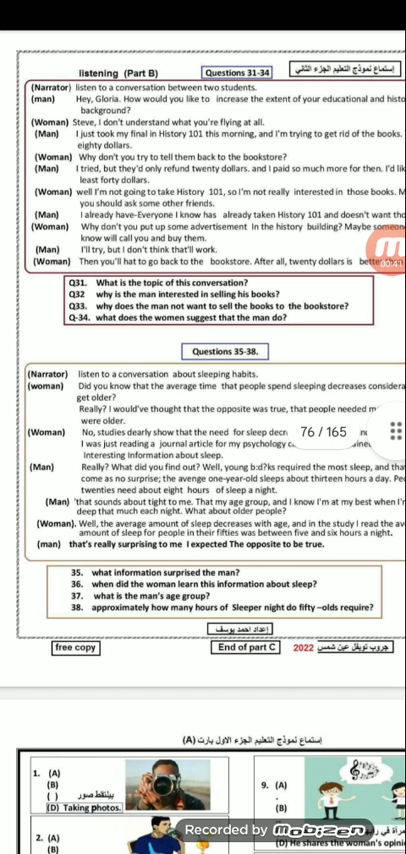 إستماع نموذج التعليم الجزء الثاني
listening (Part B)
Questions 31-34
(Narrator) listen to a conversation between two students.
(man) Hey, Gloria. How would you like to increase the extent of your educational and histo
background?
(Woman) Steve, I don't understand what you're flying at all.
(Man) I just took my final in History 101 this morning, and I'm trying to get rid of the books.
eighty dollars.
(Woman) Why don't you try to tell them back to the bookstore?
(Man) I tried, but they'd only refund twenty dollars. and I paid so much more for then. I'd lik
least forty dollars.
(Woman) well I'm not going to take History 101, so I'm not really interested in those books. M
you should ask some other friends.
(Man) I already have-Everyone I know has already taken History 101 and doesn't want tho
(Woman) Why don't you put up some advertisement In the history building? Maybe someon
know will call you and buy them.
(Man) I'll try, but I don't think that'll work.
(Woman) Then you'll hat to go back to the bookstore. After all, twenty dollars is
00:41
Q31. What is the topic of this conversation?
Q32 why is the man interested in selling his books?
Q33. why does the man not want to sell the books to the bookstore?
Q-34. what does the women suggest that the man do?
Questions 35-38.
(Narrator) listen to a conversation about sleeping habits.
(woman) Did you know that the average time that people spend sleeping decreases considera
get older?
Really? I would've thought that the opposite was true, that people needed m
were older.
(Woman) No, studies dearly show that the need for sleep decr
I was just reading a journal article for my psychology c
Interesting Information about sleep.
76 / 165
(Man) Really? What did you find out? Well, young b:d?ks required the most sleep, and tha
come as no surprise; the avenge one-year-old sleeps about thirteen hours a day. Peo
twenties need about eight hours of sleep a night.
(Man) 'that sounds about tight to me. That my age group, and I know I'm at my best when I'r
deep that much each night. What about older people?
(Woman). Well, the average amount of sleep decreases with age, and in the study I read the av
amount of sleep for people in their fifties was between five and six hours a night.
(man) that's really surprising to me I expected The opposite to be true.
35. what information surprised the man?
36. when did the woman learn this information about sleep?
37. what is the man's age group?
38. approximately how many hours of Sleeper night do fifty –olds require?
إعداد احمد يوسف
free copy
End of part C
2022 جروب تويفل عين شمس
إستماع نموذج التعليم الجزء الاول بارت (A)
1. (A)
(B)
( ) بيلتقط صور
(D) Taking photos.
9. (A)
.
(B)
2. (A)
(B)
(D) He shares the woman's opini
Recorded by mobizen